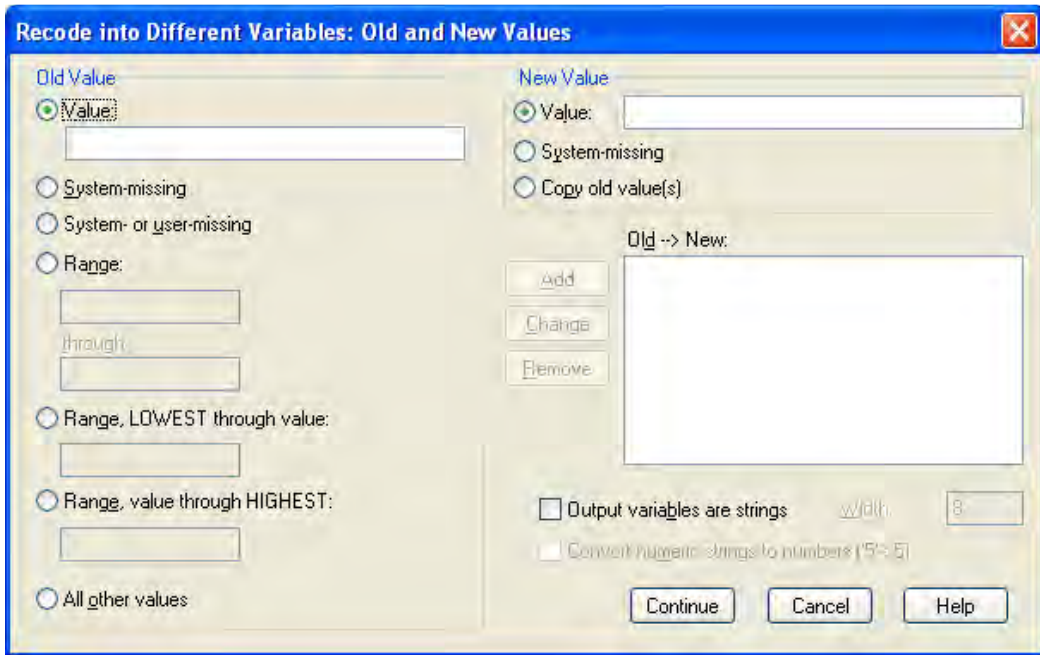 Recode into Different Variables: Old and New Values
Old Value
Value:
System-missing
System- or user-missing
Range:
through
Range, LOWEST through value:
Range, value through HIGHEST:
All other values
New Value
Value:
System-missing
Copy old value(s)
Old --> New:
Add
Change
Remove
Output variables are strings
Width:
8
Convert numeric strings to numbers ('5'->5)
Continue
Cancel
Help